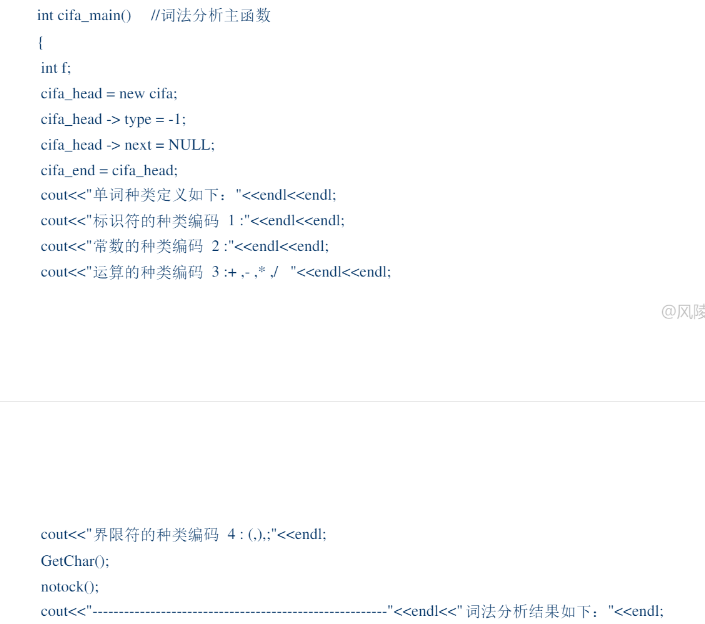 int cifa_main()     //词法分析主函数
{
int f;
cifa_head = new cifa;
cifa_head -> type = -1;
cifa_head -> next = NULL;
cifa_end = cifa_head;
cout<<"单词种类定义如下："<<endl<<endl;
cout<<"标识符的种类编码  1 :"<<endl<<endl;
cout<<"常数的种类编码  2 :"<<endl<<endl;
cout<<"运算的种类编码  3 :+ ,- ,* ,/   "<<endl<<endl;
@风陵
cout<<"界限符的种类编码  4 : (,),;"<<endl;
GetChar();
notock();
cout<<"--------------------------------------------------------"<<endl<<" 词法分析结果如下："<<endl;